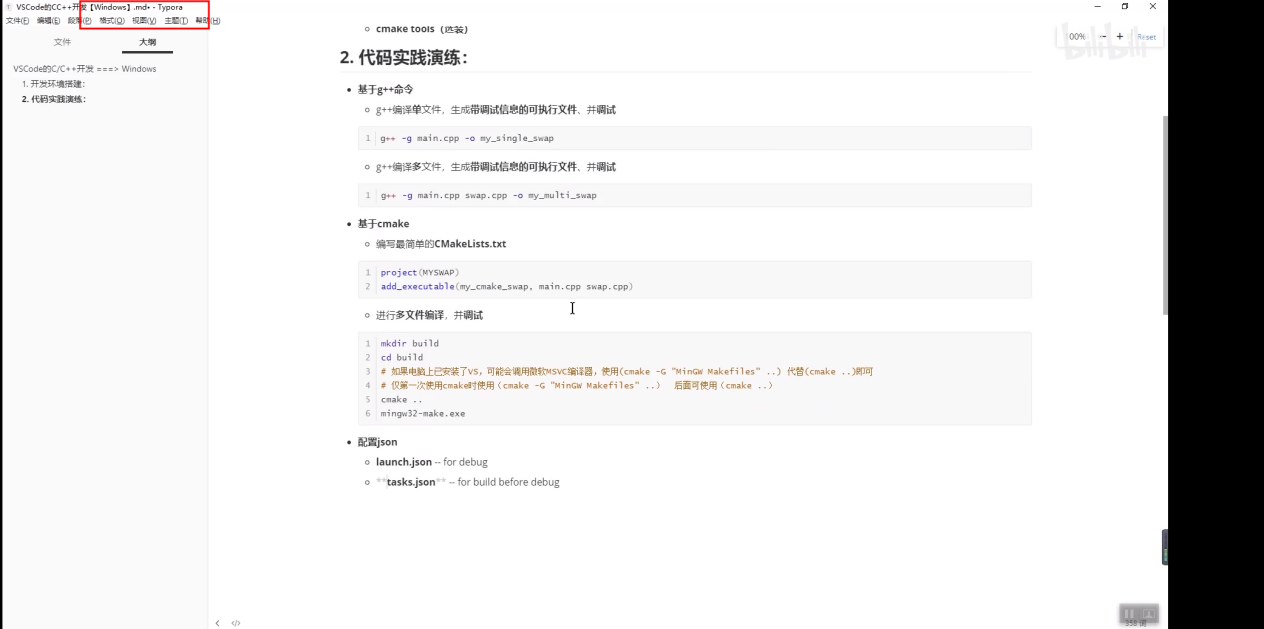 VSCode的CC++开发【Windows】.md• - Typora
文件(F) 编辑(E) 段落(P) 格式(O) 视图(V) 主题(T) 帮助(H)
文件 大纲
VSCode的C/C++开发 ===> Windows
1. 开发环境搭建：
2. 代码实践演练：
cmake tools（选装）
100% − + Reset
bilibili
2. 代码实践演练：
基于g++命令
g++编译单文件，生成带调试信息的可执行文件、并调试
1 g++ -g main.cpp -o my_single_swap
g++编译多文件，生成带调试信息的可执行文件、并调试
1 g++ -g main.cpp swap.cpp -o my_multi_swap
基于cmake
编写最简单的CMakeLists.txt
1 project(MYSWAP)
2 add_executable(my_cmake_swap, main.cpp swap.cpp)
进行多文件编译，并调试
1 mkdir build
2 cd build
3 # 如果电脑上已安装了VS，可能会调用微软MSVC编译器，使用(cmake -G "MinGW Makefiles" ..) 代替(cmake ..)即可
4 # 仅第一次使用cmake时使用（cmake -G "MinGW Makefiles" ..） 后面可使用（cmake ..）
5 cmake ..
6 mingw32-make.exe
配置json
launch.json -- for debug
**tasks.json** -- for build before debug
358 词